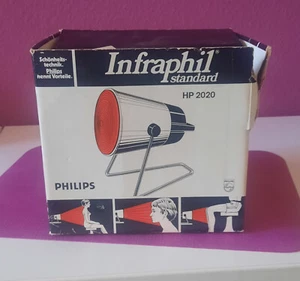 Schönheits-
technik.
Philips
kennt Vorteile.
Infraphil
standard
HP 2020
PHILIPS